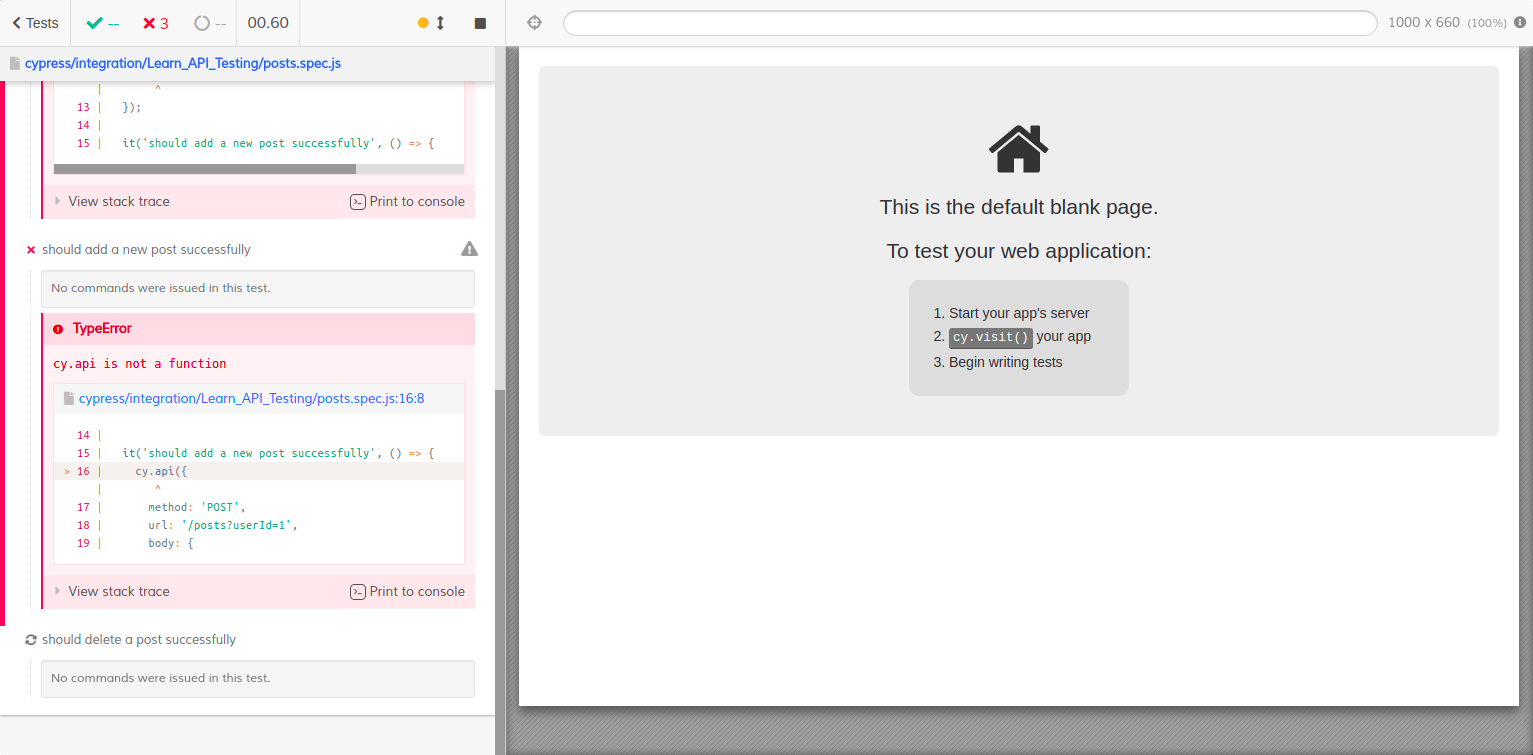 Tests
--
3
--
00.60
1000 x 660 (100%)
cypress/integration/Learn_API_Testing/posts.spec.js
| ^
13 | });
14 |
15 | it('should add a new post successfully', () => {
View stack trace
Print to console
should add a new post successfully
No commands were issued in this test.
TypeError
cy.api is not a function
cypress/integration/Learn_API_Testing/posts.spec.js:16:8
14 |
15 | it('should add a new post successfully', () => {
> 16 | cy.api({
| ^
17 | method: 'POST',
18 | url: '/posts?userId=1',
19 | body: {
View stack trace
Print to console
should delete a post successfully
No commands were issued in this test.
This is the default blank page.
To test your web application:
1. Start your app's server
2. cy.visit() your app
3. Begin writing tests